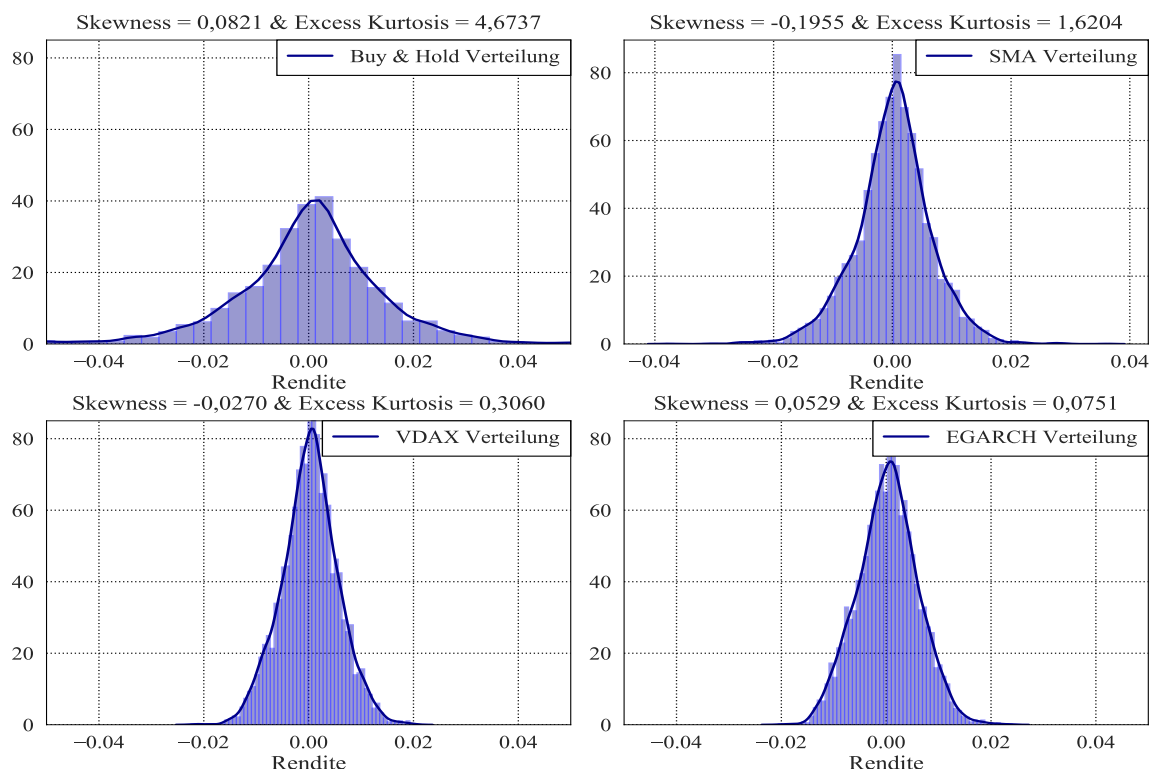 Skewness = 0,0821 & Excess Kurtosis = 4,6737
Buy & Hold Verteilung
80
60
40
20
0
−0.04 −0.02 0.00 0.02 0.04
Rendite
Skewness = -0,1955 & Excess Kurtosis = 1,6204
SMA Verteilung
80
60
40
20
0
−0.04 −0.02 0.00 0.02 0.04
Rendite
Skewness = -0,0270 & Excess Kurtosis = 0,3060
VDAX Verteilung
80
60
40
20
0
−0.04 −0.02 0.00 0.02 0.04
Rendite
Skewness = 0,0529 & Excess Kurtosis = 0,0751
EGARCH Verteilung
80
60
40
20
0
−0.04 −0.02 0.00 0.02 0.04
Rendite